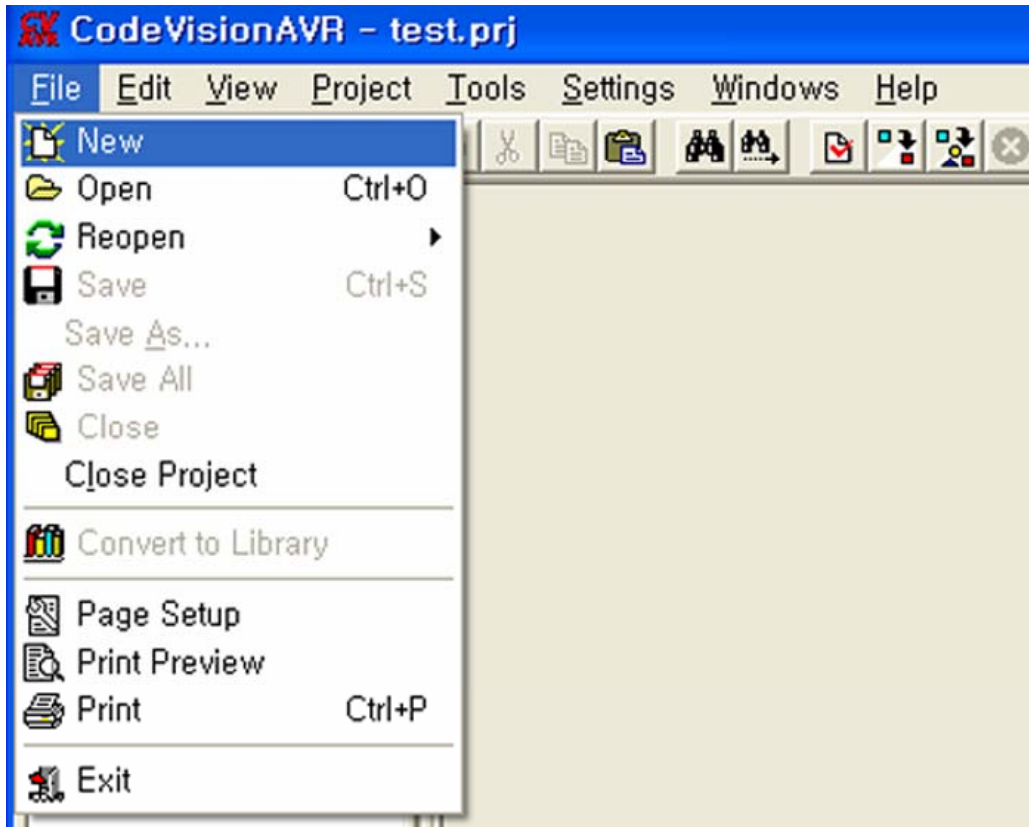 CodeVisionAVR - test.prj
File Edit View Project Tools Settings Windows Help
New
Open Ctrl+O
Reopen
Save Ctrl+S
Save As...
Save All
Close
Close Project
Convert to Library
Page Setup
Print Preview
Print Ctrl+P
Exit